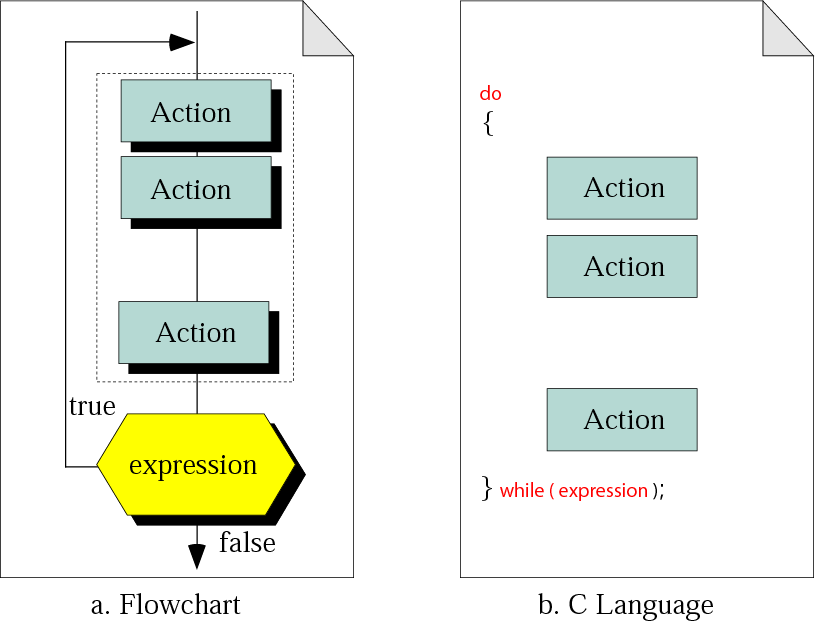 Action
Action
Action
true
expression
false
a. Flowchart
do
{
Action
Action
Action
} while ( expression );
b. C Language